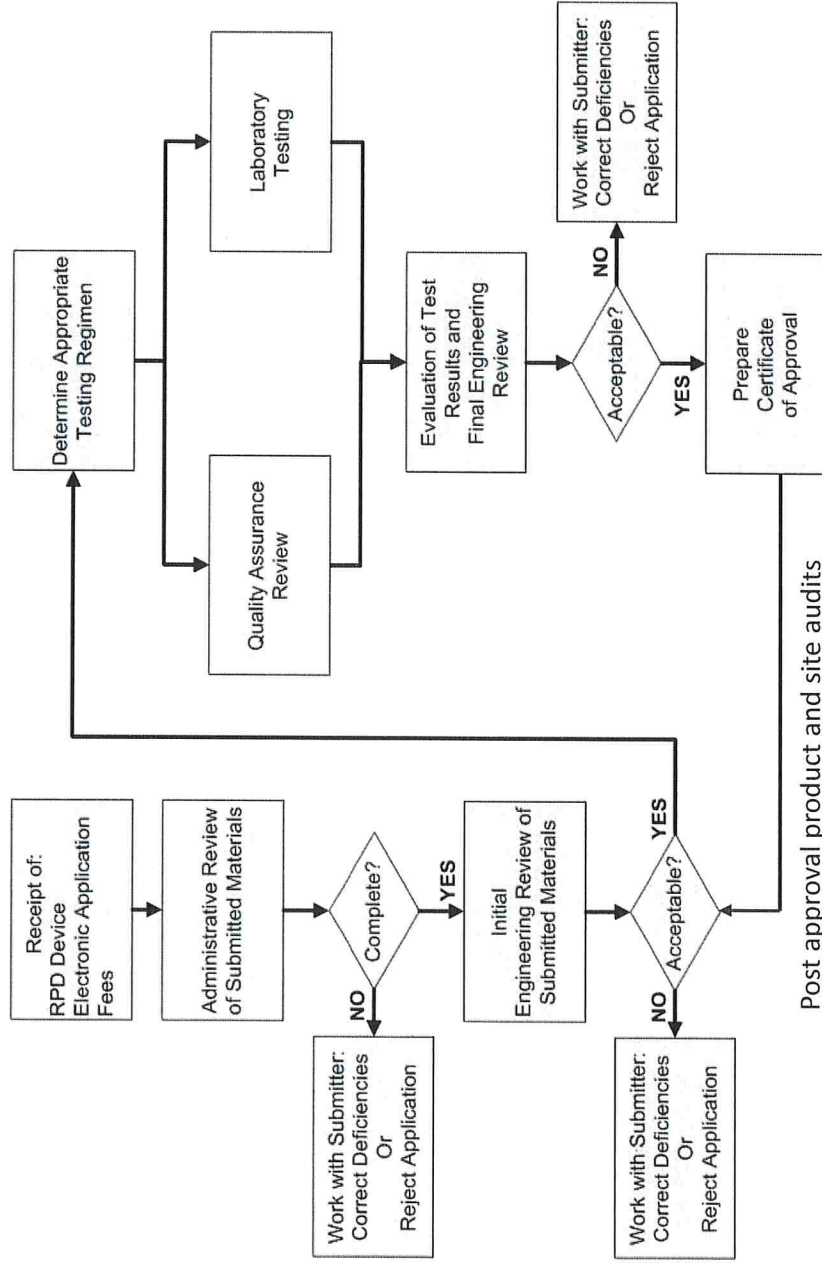 Receipt of:
RPD Device
Electronic Application
Fees
Administrative Review
of Submitted Materials
Complete?
NO
Work with Submitter:
Correct Deficiencies
Or
Reject Application
YES
Initial
Engineering Review of
Submitted Materials
Acceptable?
NO
Work with Submitter:
Correct Deficiencies
Or
Reject Application
YES
Determine Appropriate
Testing Regimen
Quality Assurance
Review
Laboratory
Testing
Evaluation of Test
Results and
Final Engineering
Review
Acceptable?
NO
Work with Submitter:
Correct Deficiencies
Or
Reject Application
YES
Prepare
Certificate
of Approval
Post approval product and site audits